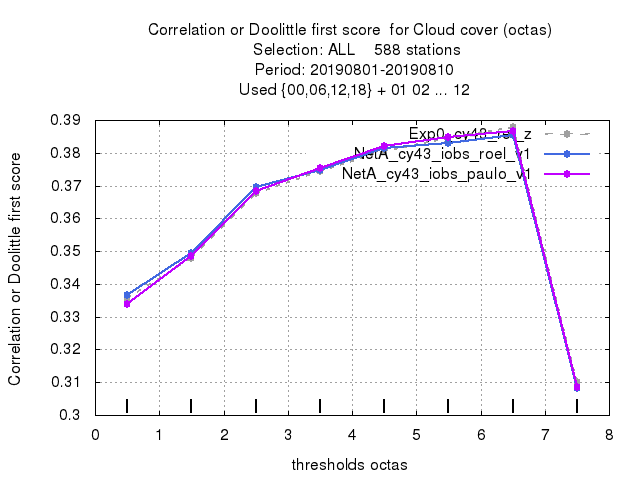 Correlation or Doolittle first score  for Cloud cover (octas)
Selection: ALL    588 stations
Period: 20190801-20190810
Used {00,06,12,18} + 01 02 ... 12
Correlation or Doolittle first score
0.39
0.38
0.37
0.36
0.35
0.34
0.33
0.32
0.31
0.3
NetA_cy43_iobs_roel_v1
NetA_cy43_iobs_paulo_v1
0 1 2 3 4 5 6 7 8
thresholds octas